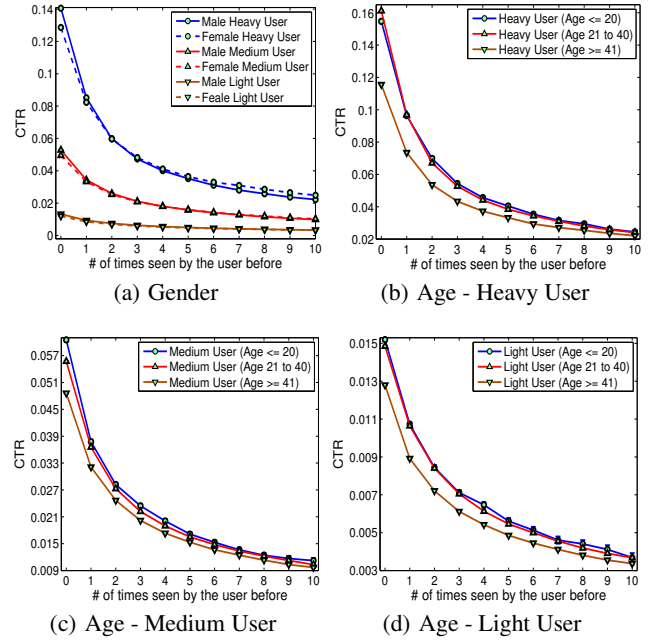 0.14
0.12
0.1
0.08
0.06
0.04
0.02
0
CTR
Male Heavy User
Female Heavy User
Male Medium User
Female Medium User
Male Light User
Feale Light User
0 1 2 3 4 5 6 7 8 9 10
# of times seen by the user before
(a) Gender
0.16
0.14
0.12
0.1
0.08
0.06
0.04
0.02
CTR
Heavy User (Age <= 20)
Heavy User (Age 21 to 40)
Heavy User (Age >= 41)
0 1 2 3 4 5 6 7 8 9 10
# of times seen by the user before
(b) Age - Heavy User
0.057
0.051
0.045
0.039
0.033
0.027
0.021
0.015
0.009
CTR
Medium User (Age <= 20)
Medium User (Age 21 to 40)
Medium User (Age >= 41)
0 1 2 3 4 5 6 7 8 9 10
# of times seen by the user before
(c) Age - Medium User
0.015
0.013
0.011
0.009
0.007
0.005
0.003
CTR
Light User (Age <= 20)
Light User (Age 21 to 40)
Light User (Age >= 41)
0 1 2 3 4 5 6 7 8 9 10
# of times seen by the user before
(d) Age - Light User